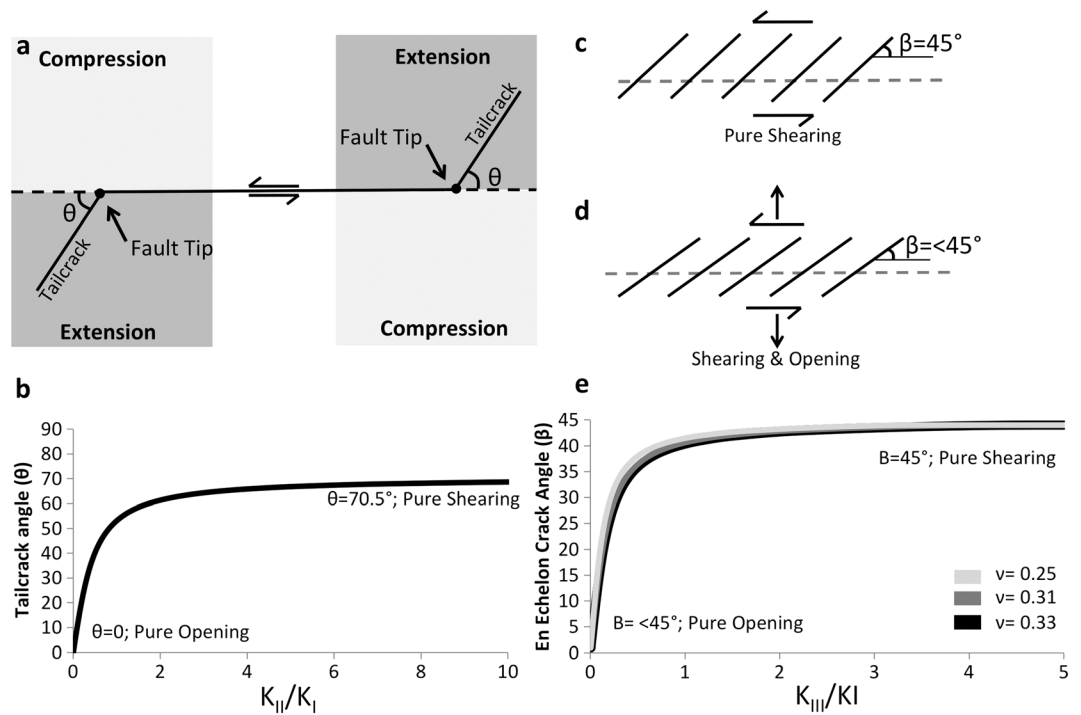 a
Compression
Extension
Tailcrack
Fault Tip
θ
θ
Tailcrack
Fault Tip
Extension
Compression
b
Tailcrack angle (θ)
90
80
70
60
50
40
30
20
10
0
θ=70.5°; Pure Shearing
θ=0; Pure Opening
0
2
4
6
8
10
K_II/K_I
c
β=45°
Pure Shearing
d
β=<45°
Shearing & Opening
e
En Echelon Crack Angle (β)
45
40
35
30
25
20
15
10
5
0
B=45°; Pure Shearing
ν= 0.25
ν= 0.31
ν= 0.33
B= <45°; Pure Opening
0
1
2
3
4
5
K_III/KI